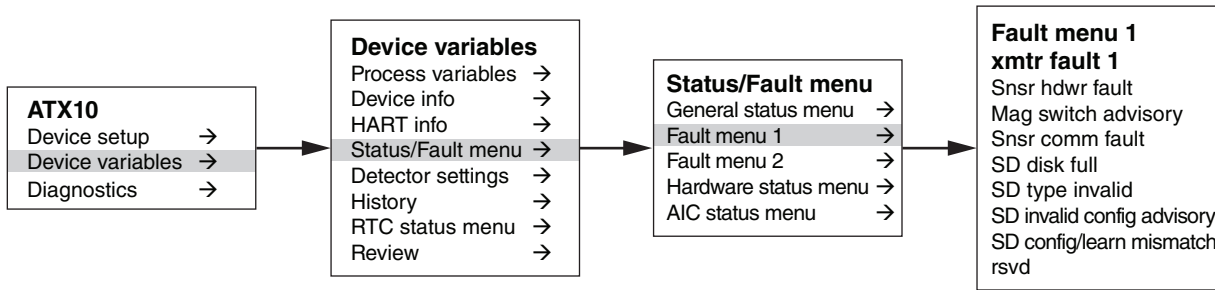 ATX10
Device setup →
Device variables →
Diagnostics →
Device variables
Process variables →
Device info →
HART info →
Status/Fault menu →
Detector settings →
History →
RTC status menu →
Review →
Status/Fault menu
General status menu →
Fault menu 1 →
Fault menu 2 →
Hardware status menu →
AIC status menu →
Fault menu 1
xmtr fault 1
Snsr hdwr fault
Mag switch advisory
Snsr comm fault
SD disk full
SD type invalid
SD invalid config advisory
SD config/learn mismatch
rsvd